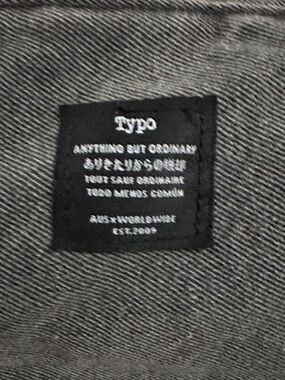 Typo
ANYTHING BUT ORDINARY
ありきたりからの脱却
TOUT SAUF ORDINAIRE
TODO MENOS COMÚN
AUS x WORLDWIDE
EST.2009